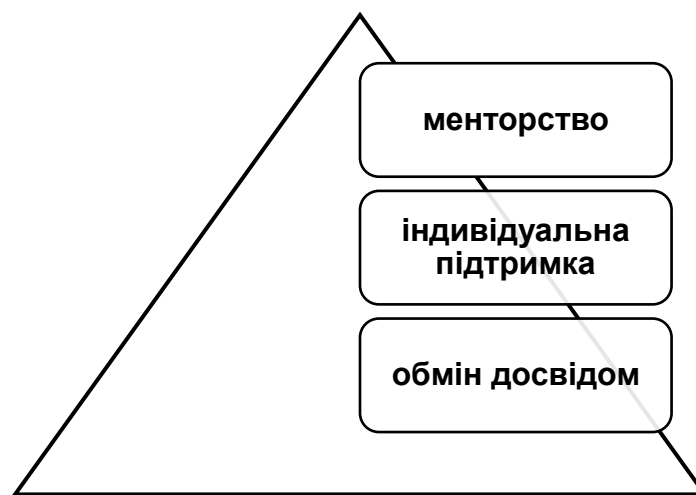 менторство
індивідуальна
підтримка
обмін досвідом